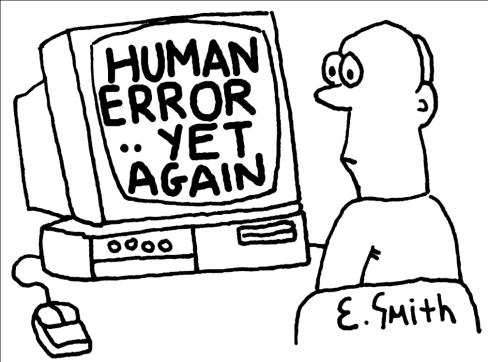 HUMAN
ERROR
.. YET
AGAIN
E. Smith